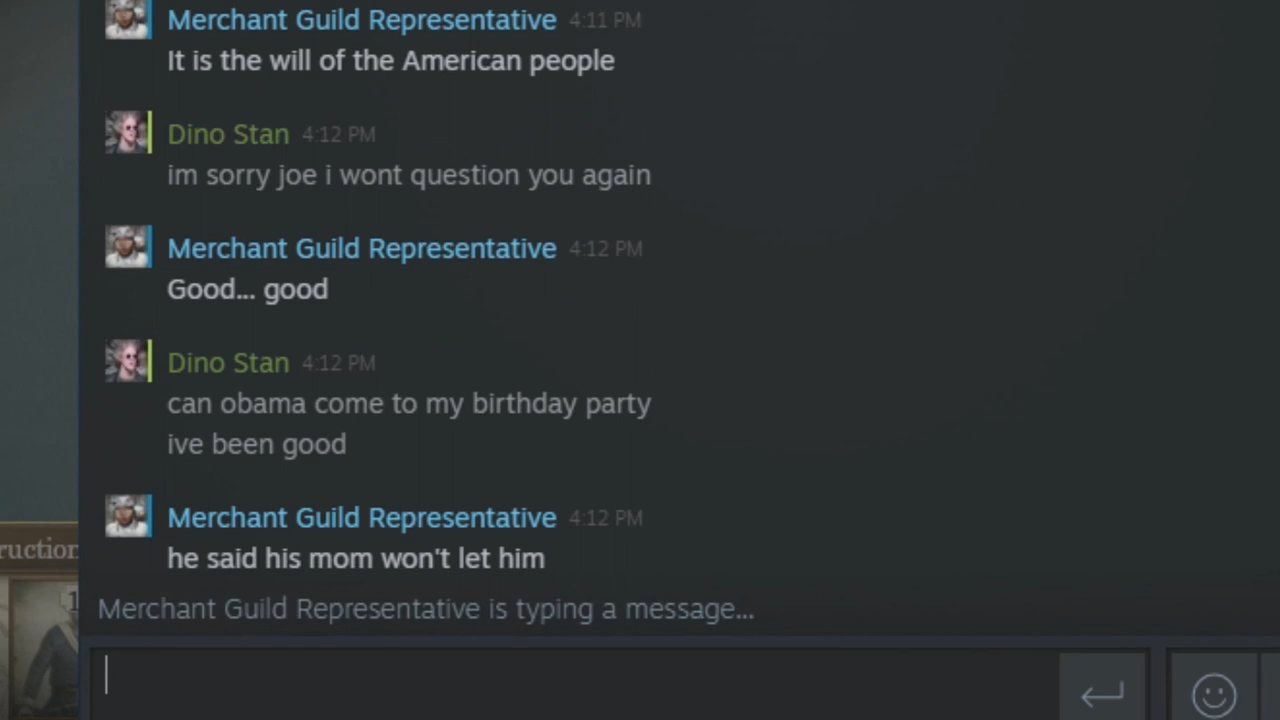 Merchant Guild Representative 4:11 PM
It is the will of the American people
Dino Stan 4:12 PM
im sorry joe i wont question you again
Merchant Guild Representative 4:12 PM
Good... good
Dino Stan 4:12 PM
can obama come to my birthday party
ive been good
Merchant Guild Representative 4:12 PM
ruction
he said his mom won't let him
1
Merchant Guild Representative is typing a message...